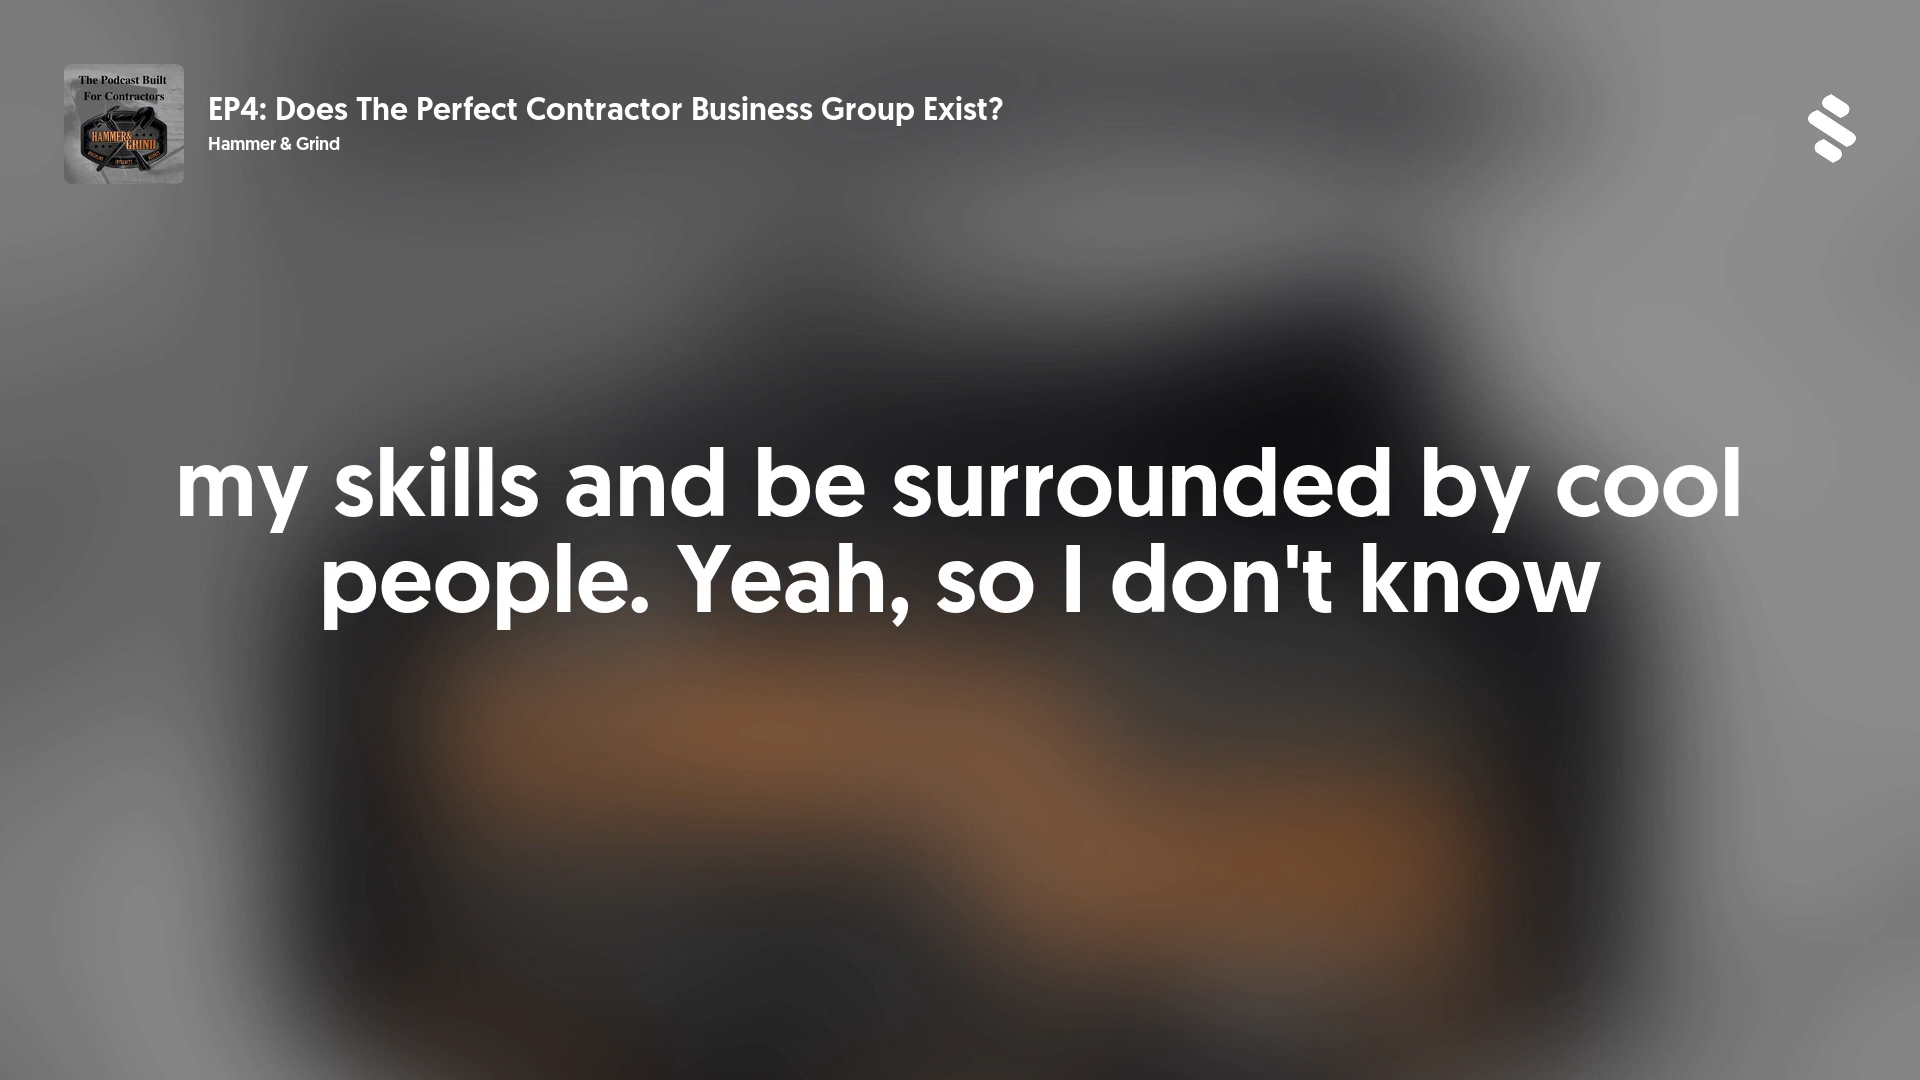 The Podcast Built
For Contractors
HAMMER&
GRIND
EP4: Does The Perfect Contractor Business Group Exist?
Hammer & Grind
my skills and be surrounded by cool
people. Yeah, so I don't know